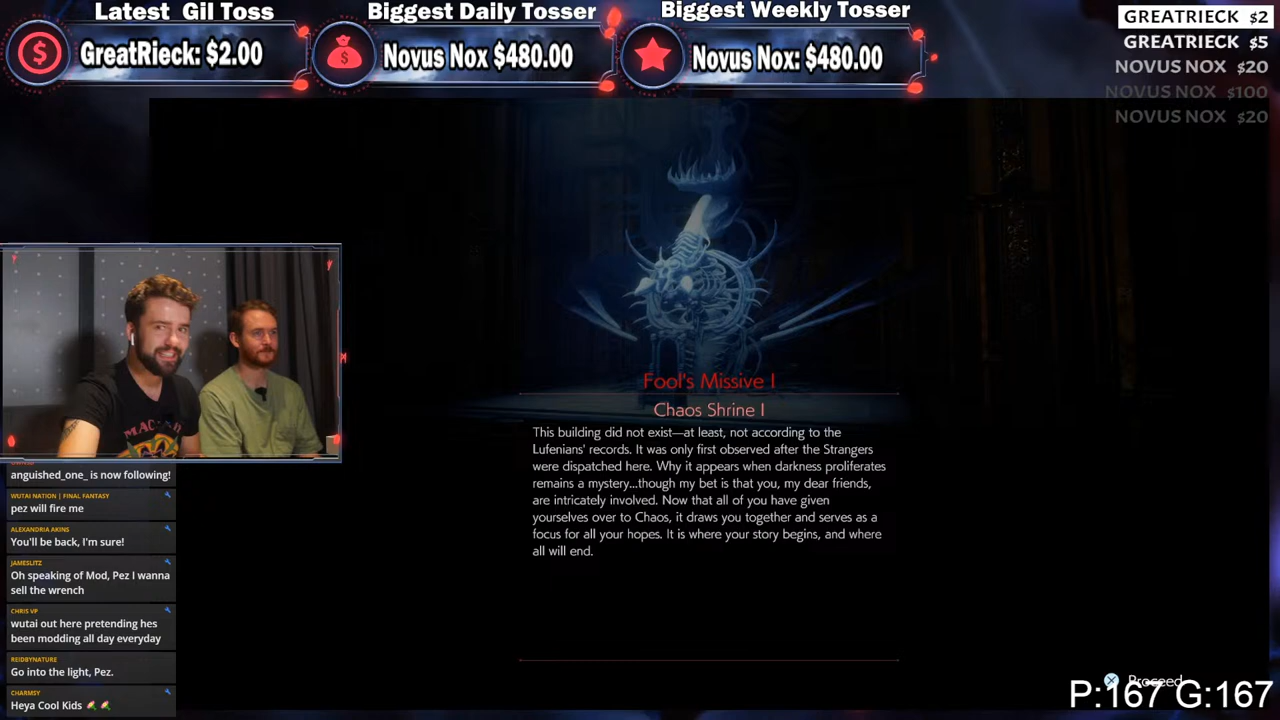 Latest Gil Toss
GreatRieck: $2.00
Biggest Daily Tosser
Novus Nox $480.00
Biggest Weekly Tosser
Novus Nox: $480.00
GREATRIECK $2
GREATRIECK $5
NOVUS NOX $20
NOVUS NOX $100
NOVUS NOX $20
Fool's Missive I
Chaos Shrine I
This building did not exist—at least, not according to the
Lufenians' records. It was only first observed after the Strangers
were dispatched here. Why it appears when darkness proliferates
remains a mystery...though my bet is that you, my dear friends,
are intricately involved. Now that all of you have given
yourselves over to Chaos, it draws you together and serves as a
focus for all your hopes. It is where your story begins, and where
all will end.
anguished_one_ is now following!
WUTAI NATION | FINAL FANTASY
pez will fire me
ALEXANDRIA AKINS
You'll be back, I'm sure!
JAMESLITZ
Oh speaking of Mod, Pez I wanna
sell the wrench
CHRIS VP
wutai out here pretending hes
been modding all day everyday
REIDBYNATURE
Go into the light, Pez.
CHARMSY
Heya Cool Kids
Proceed
P:167 G:167